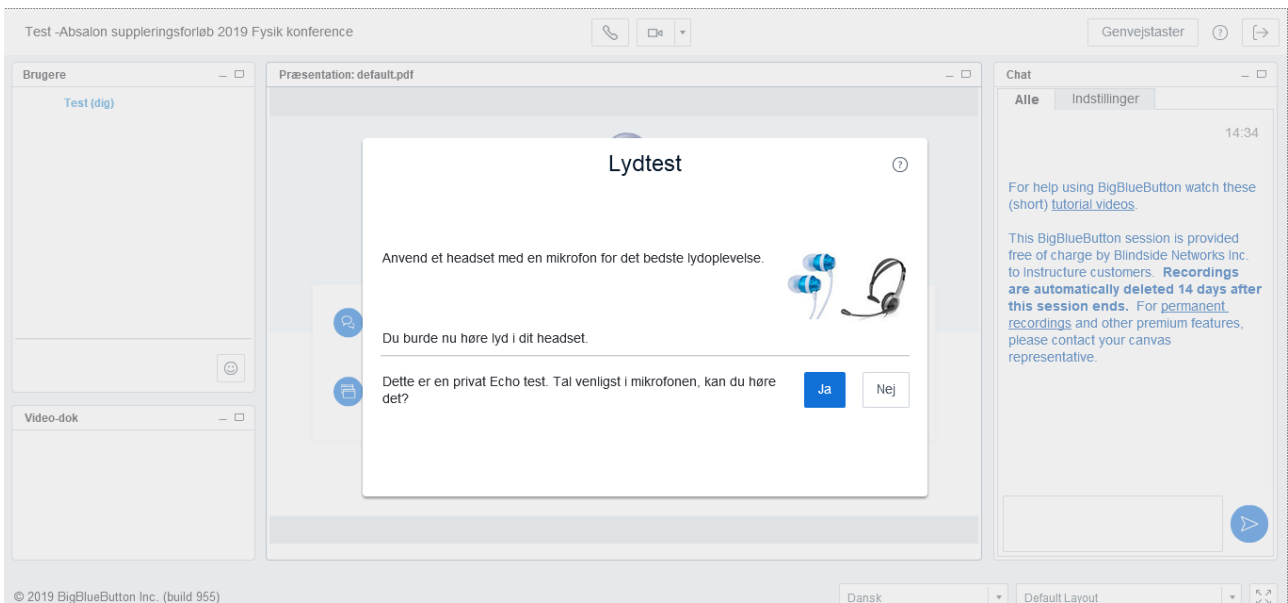 Test -Absalon suppleringsforløb 2019 Fysik konference
Genvejstaster
Brugere
Test (dig)
Video-dok
Præsentation: default.pdf
Lydtest
Anvend et headset med en mikrofon for det bedste lydoplevelse.
Du burde nu høre lyd i dit headset.
Dette er en privat Echo test. Tal venligst i mikrofonen, kan du høre
det?
Ja
Nej
Chat
Alle
Indstillinger
14:34
For help using BigBlueButton watch these
(short) tutorial videos.
This BigBlueButton session is provided
free of charge by Blindside Networks Inc.
to Instructure customers. Recordings
are automatically deleted 14 days after
this session ends. For permanent
recordings and other premium features,
please contact your canvas
representative.
© 2019 BigBlueButton Inc. (build 955)
Dansk
Default Layout